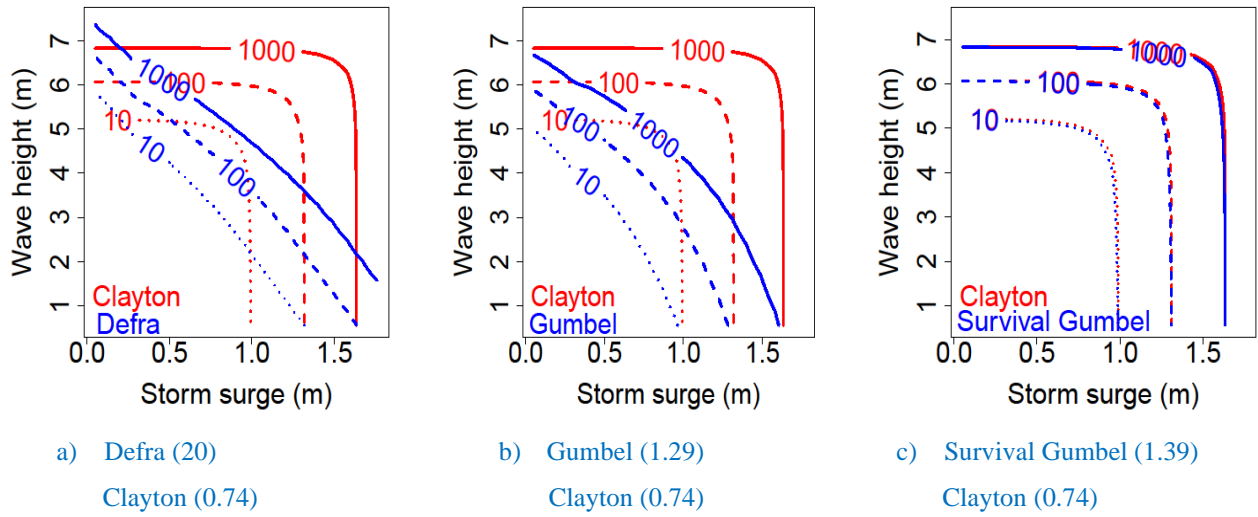 Wave height (m)
7
6
5
4
3
2
1
1000
1000
100
100
10
10
Clayton
Defra
0.0 0.5 1.0 1.5
Storm surge (m)
a) Defra (20)
Clayton (0.74)
Wave height (m)
7
6
5
4
3
2
1
1000
100
10
100
1000
10
Clayton
Gumbel
0.0 0.5 1.0 1.5
Storm surge (m)
b) Gumbel (1.29)
Clayton (0.74)
Wave height (m)
7
6
5
4
3
2
1
1000
1000
100
100
10
10
Clayton
Survival Gumbel
0.0 0.5 1.0 1.5
Storm surge (m)
c) Survival Gumbel (1.39)
Clayton (0.74)